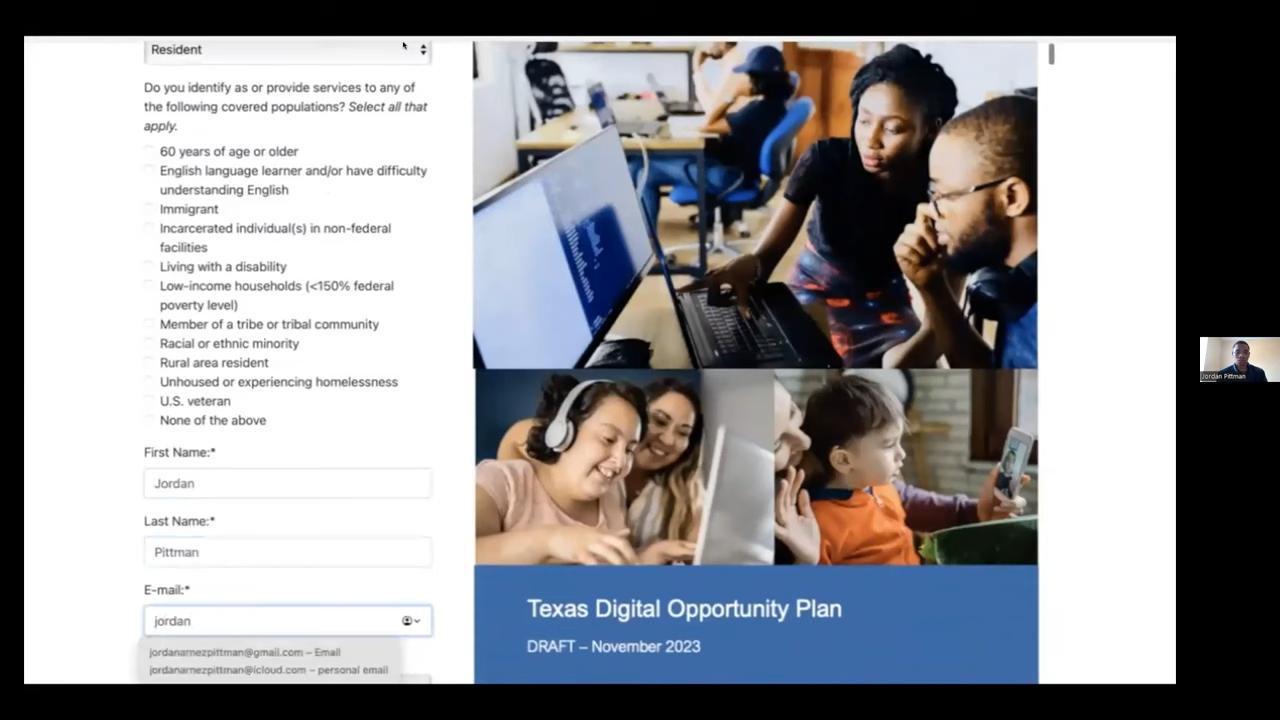 Resident
Do you identify as or provide services to any of
the following covered populations? Select all that
apply.
60 years of age or older
English language learner and/or have difficulty
understanding English
Immigrant
Incarcerated individual(s) in non-federal
facilities
Living with a disability
Low-income households (<150% federal
poverty level)
Member of a tribe or tribal community
Racial or ethnic minority
Rural area resident
Unhoused or experiencing homelessness
U.S. veteran
None of the above
First Name:*
Jordan
Last Name:*
Pittman
E-mail:*
jordan
jordanarnezpittman@gmail.com – Email
jordanarnezpittman@icloud.com – personal email
Texas Digital Opportunity Plan
DRAFT – November 2023
Jordan Pittman